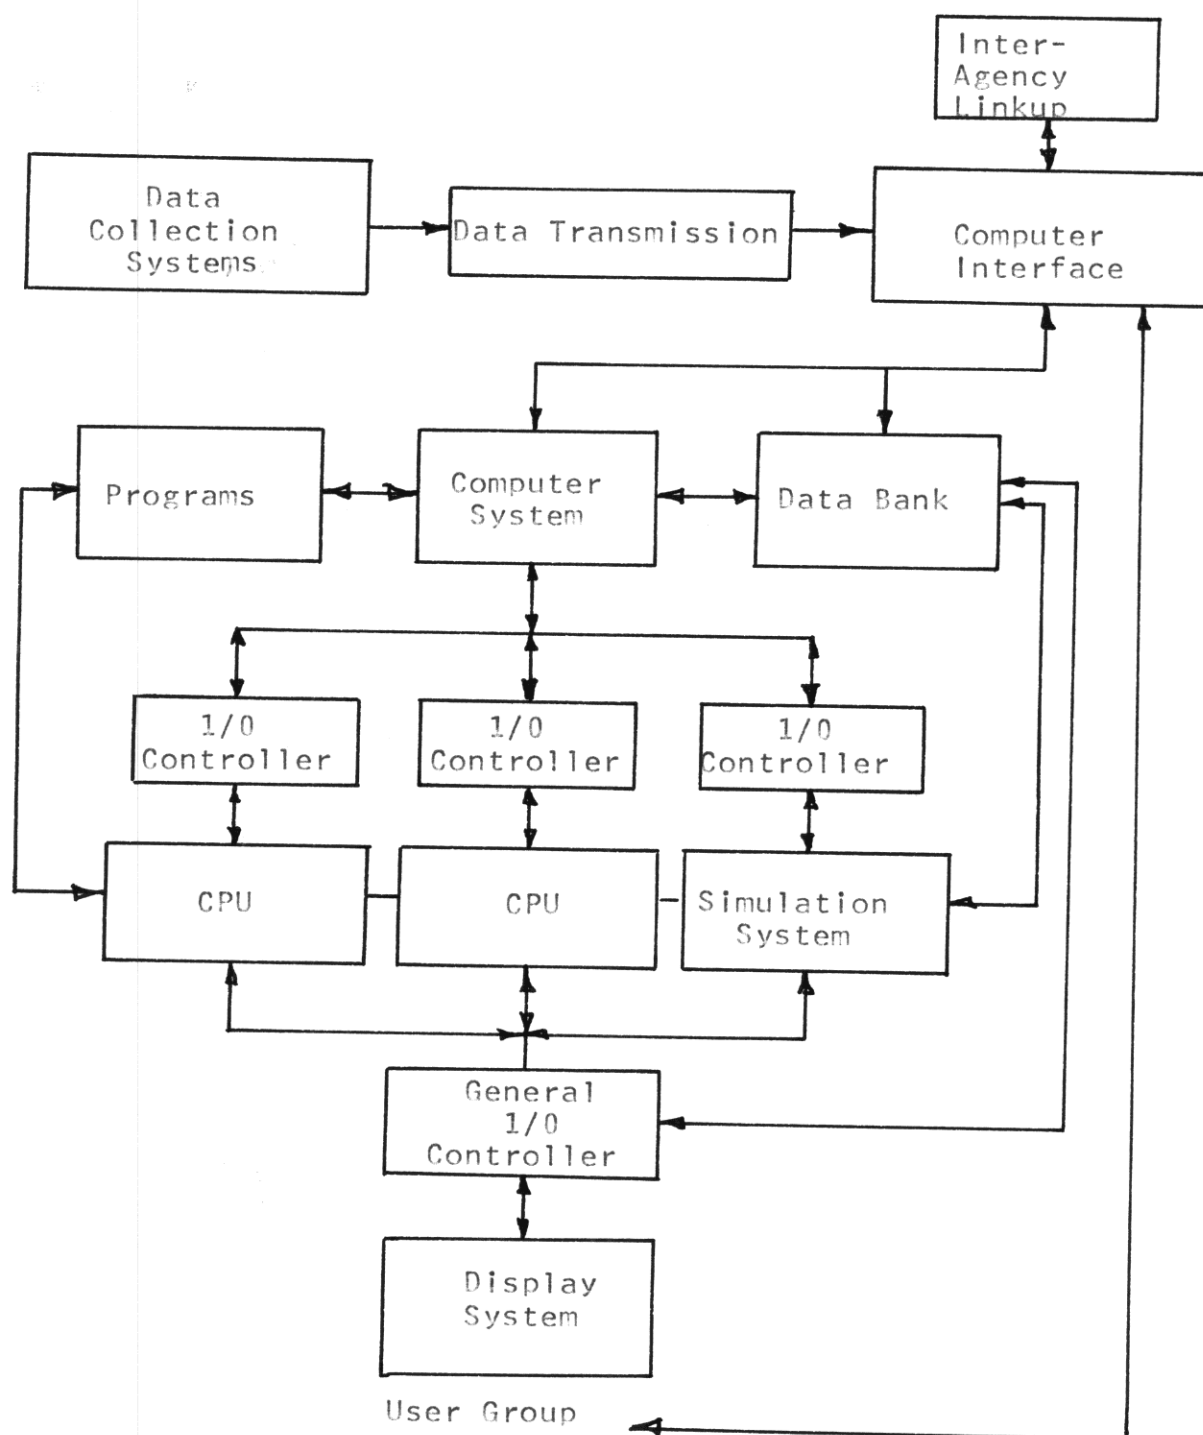 Inter-
Agency
Linkup
Data
Collection
Systems
Data Transmission
Computer
Interface
Programs
Computer
System
Data Bank
1/0
Controller
1/0
Controller
1/0
Controller
CPU
CPU
Simulation
System
General
1/0
Controller
Display
System
User Group